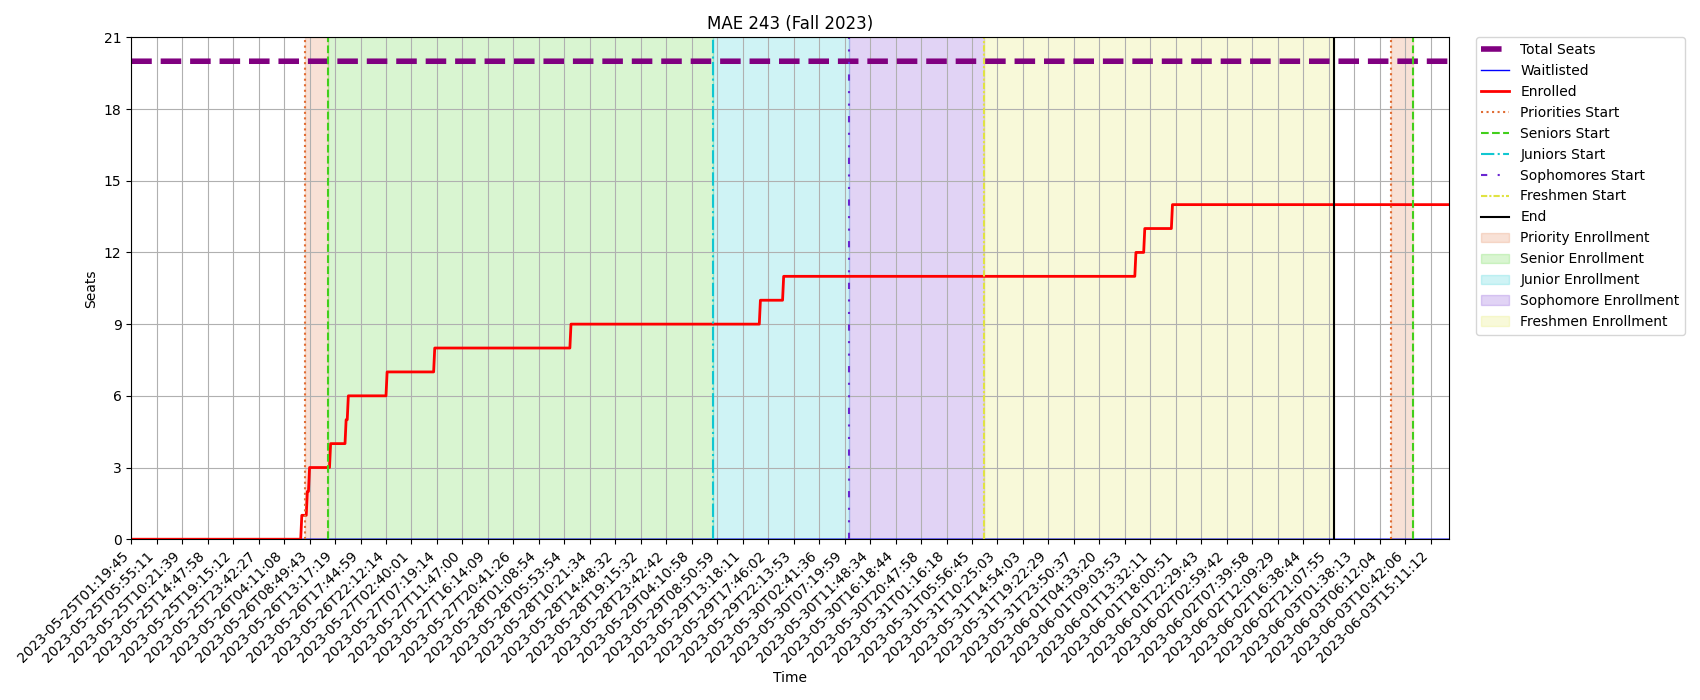 MAE 243 (Fall 2023)
21
18
15
12
9
6
3
0
Seats
2023-05-25T01:19:45
2023-05-25T05:55:11
2023-05-25T10:21:39
2023-05-25T14:47:58
2023-05-25T19:15:12
2023-05-25T23:42:27
2023-05-26T04:11:08
2023-05-26T08:49:43
2023-05-26T13:17:19
2023-05-26T17:44:59
2023-05-26T22:12:14
2023-05-27T02:40:01
2023-05-27T07:19:14
2023-05-27T11:47:00
2023-05-27T16:14:09
2023-05-27T20:41:26
2023-05-28T01:08:54
2023-05-28T05:53:54
2023-05-28T10:21:34
2023-05-28T14:48:32
2023-05-28T19:15:32
2023-05-28T23:42:42
2023-05-29T04:10:58
2023-05-29T08:50:59
2023-05-29T13:18:11
2023-05-29T17:46:02
2023-05-29T22:13:53
2023-05-30T02:41:36
2023-05-30T07:19:59
2023-05-30T11:48:34
2023-05-30T16:18:44
2023-05-30T20:47:58
2023-05-31T01:16:18
2023-05-31T05:56:45
2023-05-31T10:25:03
2023-05-31T14:54:03
2023-05-31T19:22:29
2023-05-31T23:50:37
2023-06-01T04:33:20
2023-06-01T09:03:53
2023-06-01T13:32:11
2023-06-01T18:00:51
2023-06-01T22:29:43
2023-06-02T02:59:42
2023-06-02T07:39:58
2023-06-02T12:09:29
2023-06-02T16:38:44
2023-06-02T21:07:55
2023-06-03T01:38:13
2023-06-03T06:12:04
2023-06-03T10:42:06
2023-06-03T15:11:12
Time
Total Seats
Waitlisted
Enrolled
Priorities Start
Seniors Start
Juniors Start
Sophomores Start
Freshmen Start
End
Priority Enrollment
Senior Enrollment
Junior Enrollment
Sophomore Enrollment
Freshmen Enrollment